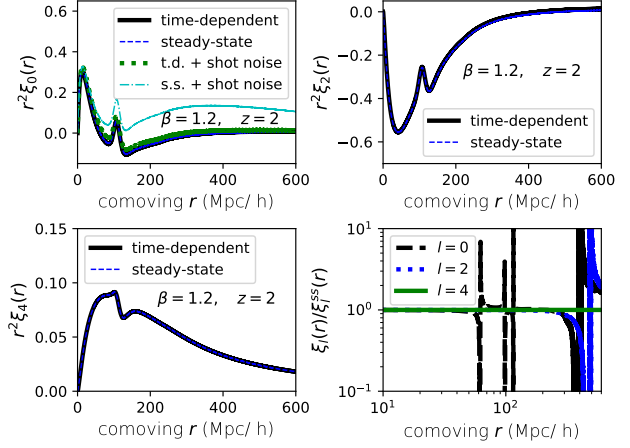 0.6
0.4
0.2
0.0
r²ξ₀(r)
time-dependent
steady-state
t.d. + shot noise
s.s. + shot noise
β = 1.2, z = 2
0 200 400 600
comoving r (Mpc/ h)
0.0
−0.2
−0.4
−0.6
r²ξ₂(r)
β = 1.2, z = 2
time-dependent
steady-state
0 200 400 600
comoving r (Mpc/ h)
0.15
0.10
0.05
0.00
r²ξ₄(r)
time-dependent
steady-state
β = 1.2, z = 2
0 200 400 600
comoving r (Mpc/ h)
10¹
10⁰
10⁻¹
ξₗ(r)/ξₗˢˢ(r)
l = 0
l = 2
l = 4
10¹ 10²
comoving r (Mpc/ h)